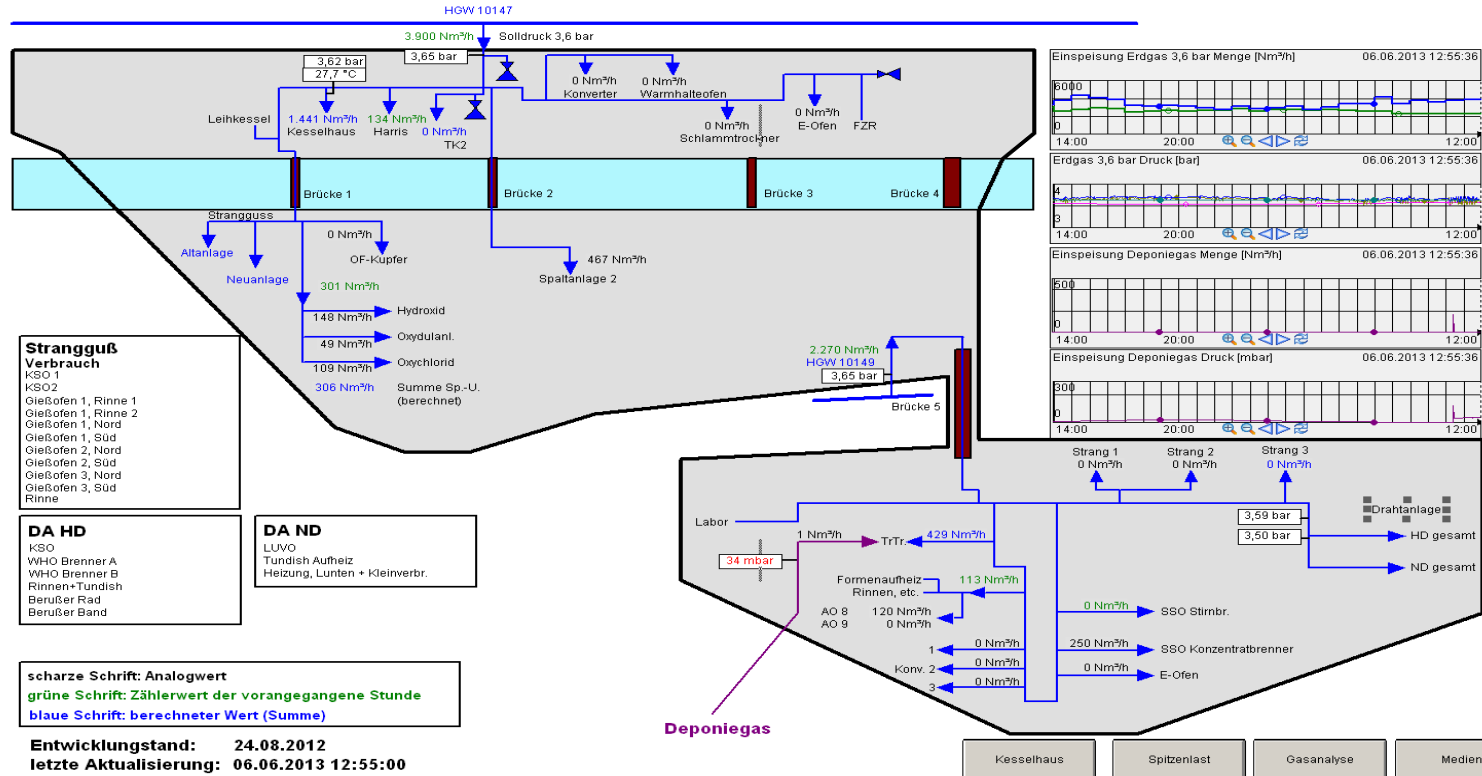 HGW 10147
3.900 Nm³/h
Solldruck 3,6 bar
3,65 bar
3,62 bar
27,7 °C
0 Nm³/h
Konverter
0 Nm³/h
Warmhalteofen
Leihkessel
1.441 Nm³/h
Kesselhaus
134 Nm³/h
Harris
0 Nm³/h
TK2
0 Nm³/h
Schlammtrockner
0 Nm³/h
E-Ofen
FZR
Brücke 1
Brücke 2
Brücke 3
Brücke 4
Strangguss
Altanlage
Neuanlage
0 Nm³/h
OF-Kupfer
467 Nm³/h
Spaltanlage 2
301 Nm³/h
148 Nm³/h
Hydroxid
49 Nm³/h
Oxydulanl.
109 Nm³/h
Oxychlorid
306 Nm³/h
Summe Sp.-U.
(berechnet)
Einspeisung Erdgas 3,6 bar Menge [Nm³/h]
06.06.2013 12:55:36
6000
0
14:00
20:00
12:00
Erdgas 3,6 bar Druck [bar]
06.06.2013 12:55:36
4
3
14:00
20:00
12:00
Einspeisung Deponiegas Menge [Nm³/h]
06.06.2013 12:55:36
500
0
14:00
20:00
12:00
Einspeisung Deponiegas Druck [mbar]
06.06.2013 12:55:36
300
0
14:00
20:00
12:00
2.270 Nm³/h
HGW 10149
3,65 bar
Brücke 5
Strangguß
Verbrauch
KSO 1
KSO2
Gießofen 1, Rinne 1
Gießofen 1, Rinne 2
Gießofen 1, Nord
Gießofen 1, Süd
Gießofen 2, Nord
Gießofen 2, Süd
Gießofen 3, Nord
Gießofen 3, Süd
Rinne
DA HD
KSO
WHO Brenner A
WHO Brenner B
Rinnen+Tundish
Berußer Rad
Berußer Band
DA ND
LUVO
Tundish Aufheiz
Heizung, Lunten + Kleinverbr.
Strang 1
0 Nm³/h
Strang 2
0 Nm³/h
Strang 3
0 Nm³/h
Labor
1 Nm³/h
TrTr.
429 Nm³/h
34 mbar
3,59 bar
3,50 bar
Drahtanlage
HD gesamt
ND gesamt
Formenaufheiz
Rinnen, etc.
113 Nm³/h
AO 8
120 Nm³/h
AO 9
0 Nm³/h
0 Nm³/h
SSO Stirnbr.
1
0 Nm³/h
250 Nm³/h
SSO Konzentratbrenner
Konv. 2
0 Nm³/h
0 Nm³/h
E-Ofen
3
0 Nm³/h
Deponiegas
scharze Schrift: Analogwert
grüne Schrift: Zählerwert der vorangegangene Stunde
blaue Schrift: berechneter Wert (Summe)
Entwicklungstand: 24.08.2012
letzte Aktualisierung: 06.06.2013 12:55:00
Kesselhaus
Spitzenlast
Gasanalyse
Medien